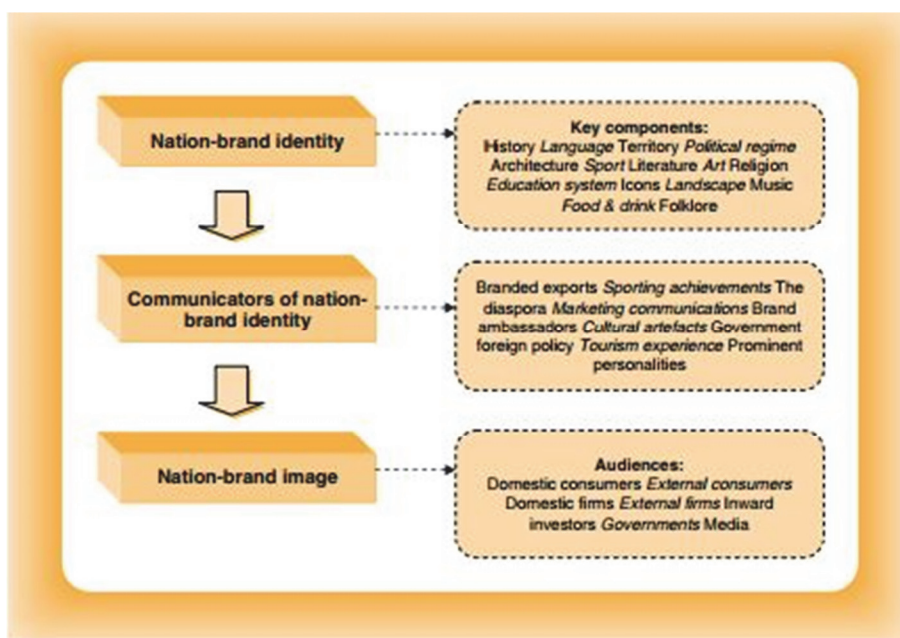 Nation-brand identity
Key components:
History Language Territory Political regime
Architecture Sport Literature Art Religion
Education system Icons Landscape Music
Food & drink Folklore
Communicators of nation-
brand identity
Branded exports Sporting achievements The
diaspora Marketing communications Brand
ambassadors Cultural artefacts Government
foreign policy Tourism experience Prominent
personalities
Nation-brand image
Audiences:
Domestic consumers External consumers
Domestic firms External firms Inward
investors Governments Media